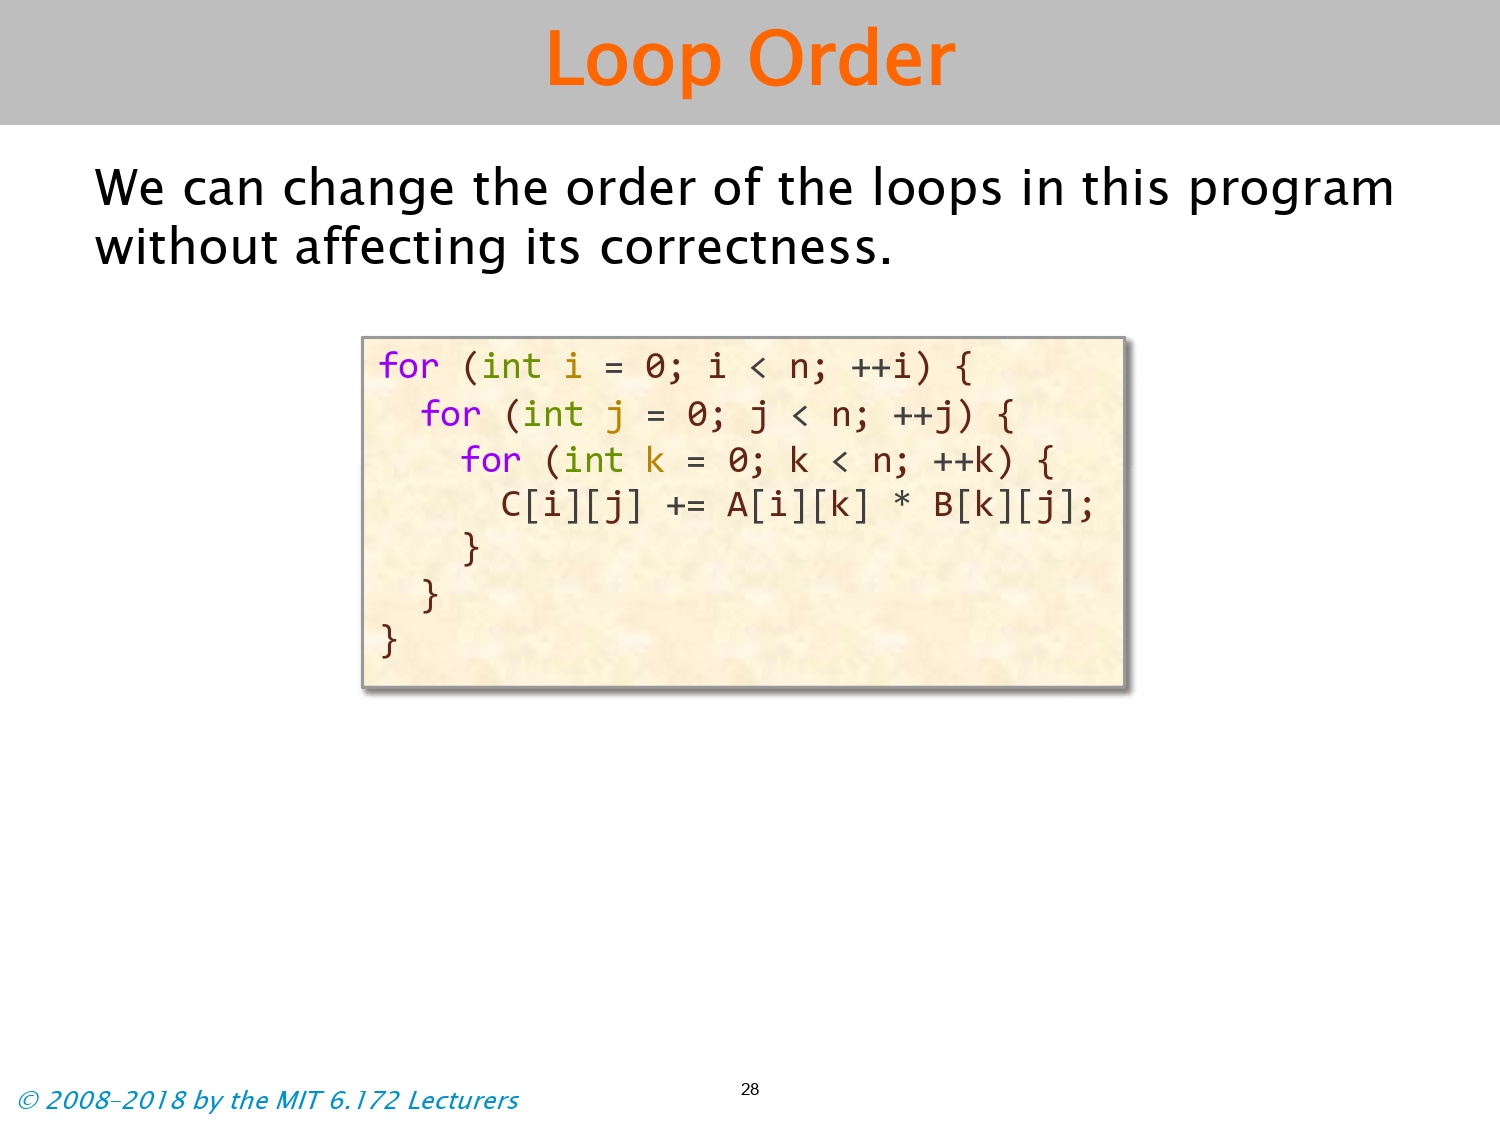 Loop Order
We can change the order of the loops in this program
without affecting its correctness.
for (int i = 0; i < n; ++i) {
  for (int j = 0; j < n; ++j) {
    for (int k = 0; k < n; ++k) {
      C[i][j] += A[i][k] * B[k][j];
    }
  }
}
© 2008–2018 by the MIT 6.172 Lecturers
28